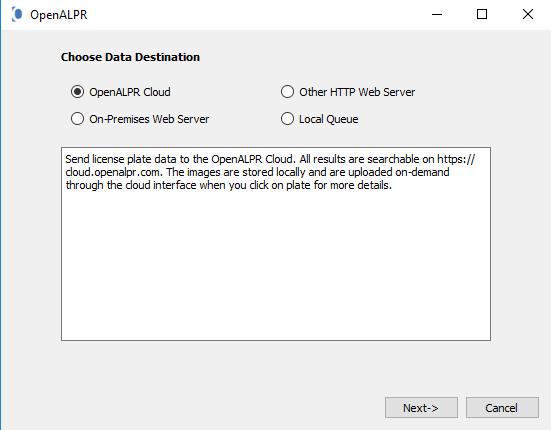 OpenALPR
Choose Data Destination
OpenALPR Cloud
Other HTTP Web Server
On-Premises Web Server
Local Queue
Send license plate data to the OpenALPR Cloud. All results are searchable on https://
cloud.openalpr.com. The images are stored locally and are uploaded on-demand
through the cloud interface when you click on plate for more details.
Next->
Cancel